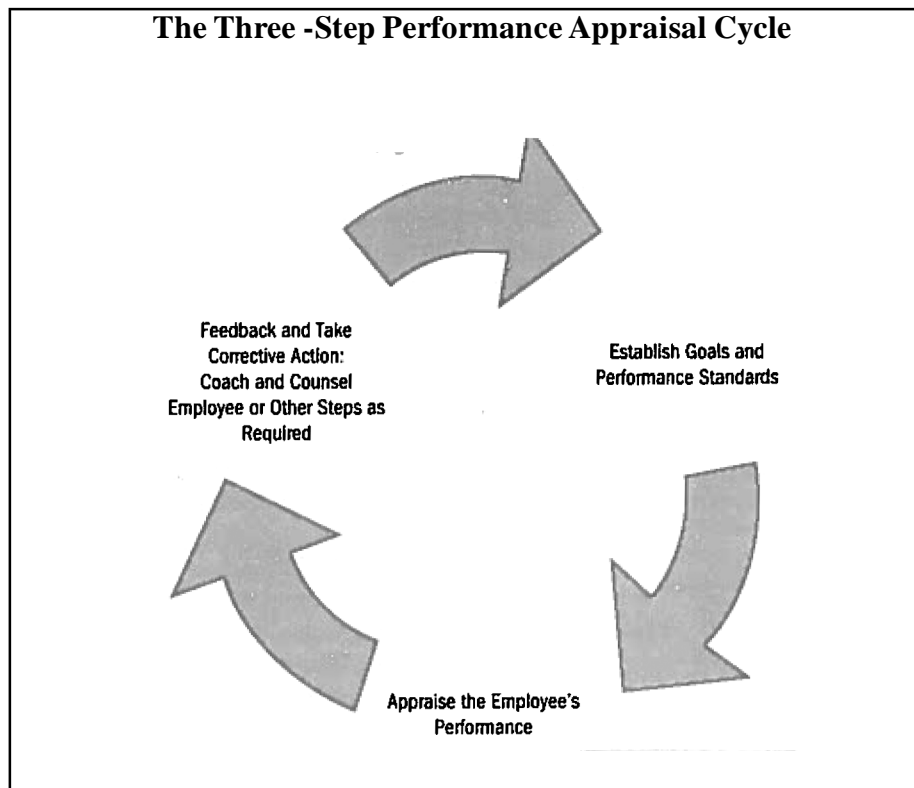 The Three -Step Performance Appraisal Cycle
Feedback and Take
Corrective Action:
Coach and Counsel
Employee or Other Steps as
Required
Establish Goals and
Performance Standards
Appraise the Employee's
Performance